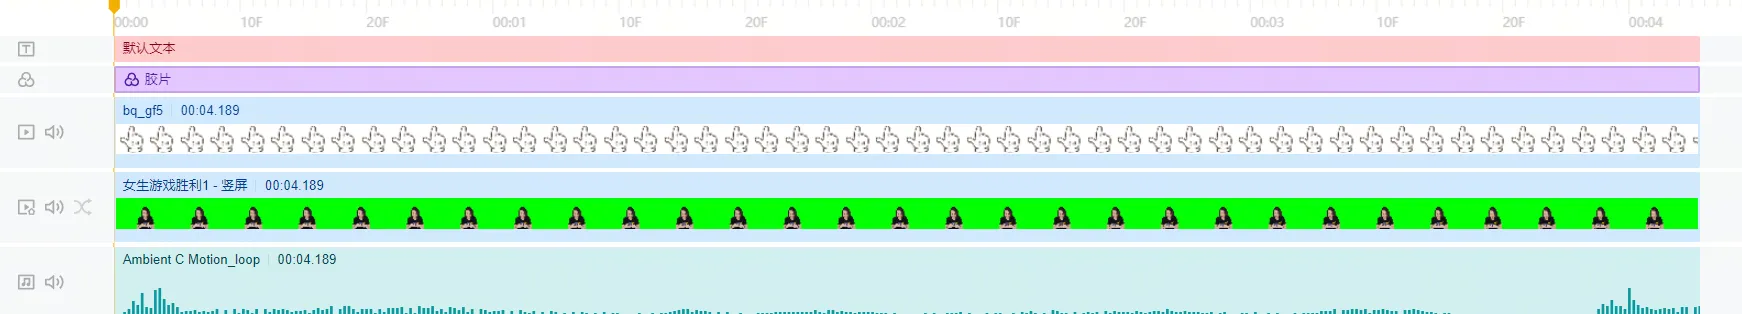 00:00 10F 20F 00:01 10F 20F 00:02 10F 20F 00:03 10F 20F 00:04
T 默认文本
胶片
bq_gf5 00:04.189
女生游戏胜利1 - 竖屏 00:04.189
Ambient C Motion_loop 00:04.189